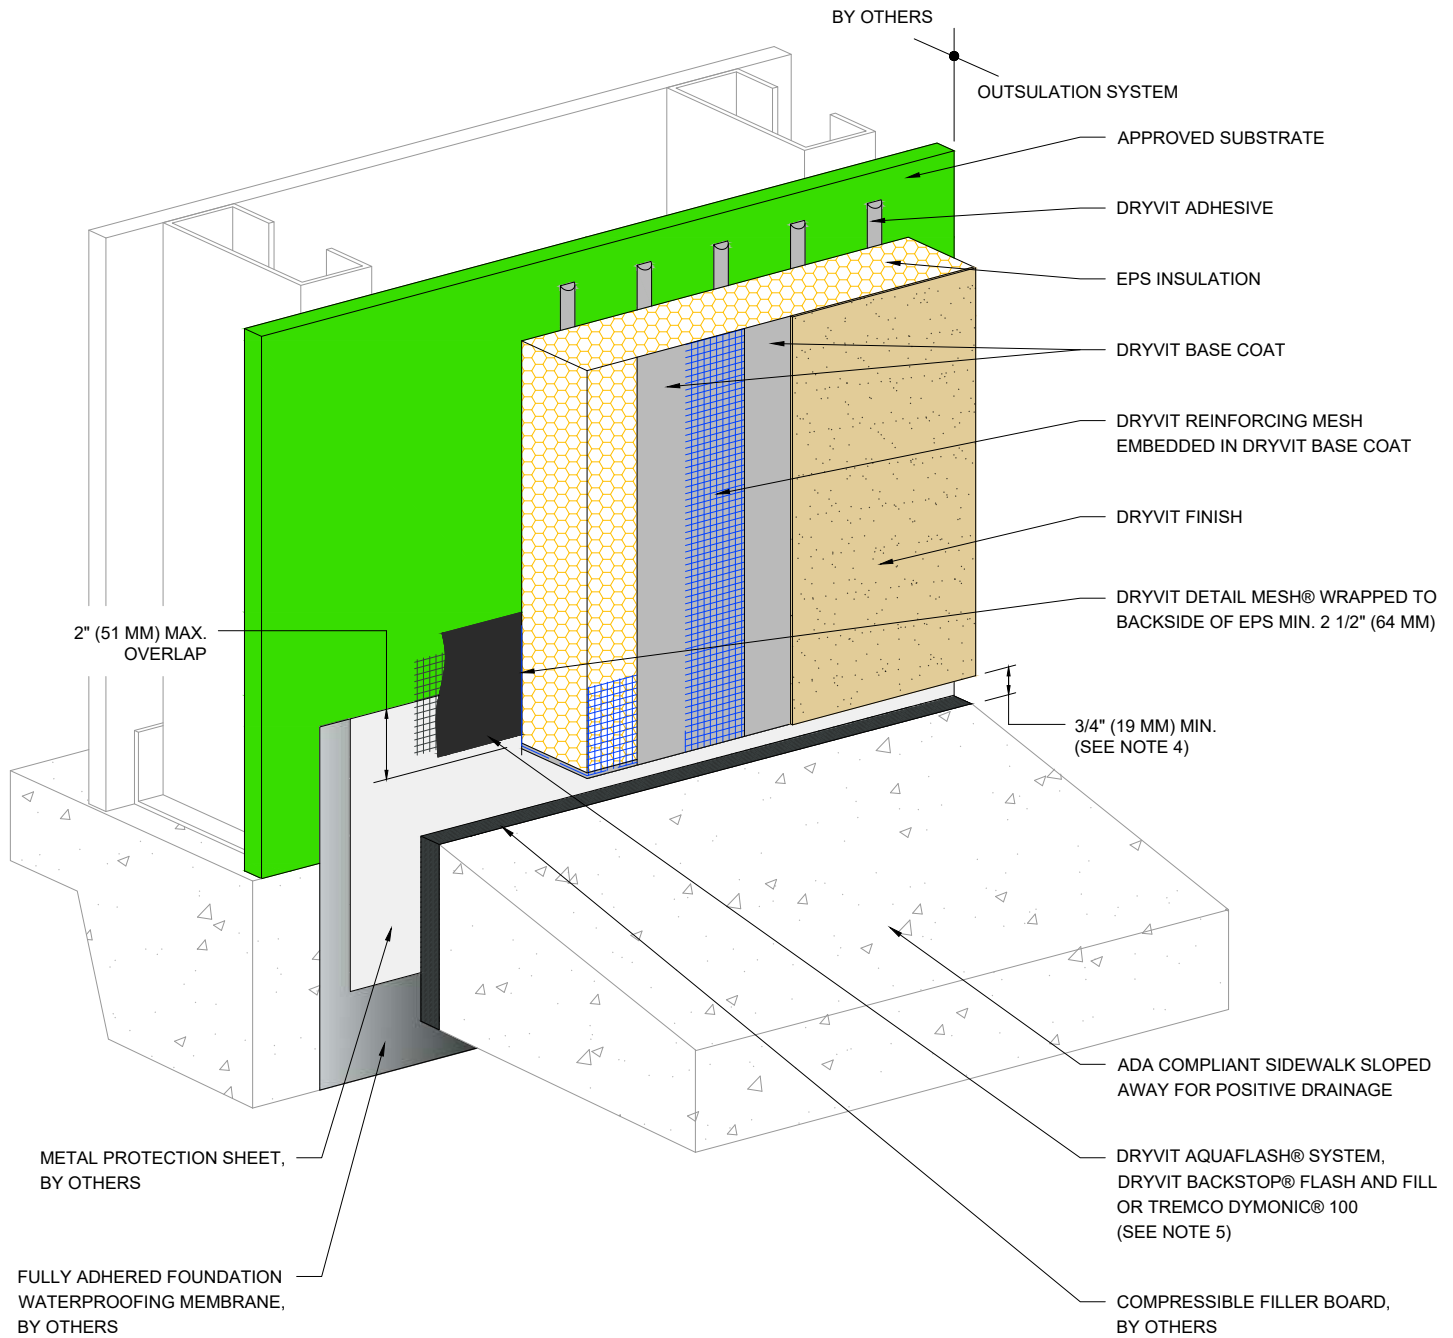 BY OTHERS
OUTSULATION SYSTEM
APPROVED SUBSTRATE
DRYVIT ADHESIVE
EPS INSULATION
DRYVIT BASE COAT
DRYVIT REINFORCING MESH
EMBEDDED IN DRYVIT BASE COAT
DRYVIT FINISH
DRYVIT DETAIL MESH® WRAPPED TO
BACKSIDE OF EPS MIN. 2 1/2" (64 MM)
2" (51 MM) MAX.
OVERLAP
3/4" (19 MM) MIN.
(SEE NOTE 4)
ADA COMPLIANT SIDEWALK SLOPED
AWAY FOR POSITIVE DRAINAGE
METAL PROTECTION SHEET,
BY OTHERS
DRYVIT AQUAFLASH® SYSTEM,
DRYVIT BACKSTOP® FLASH AND FILL
OR TREMCO DYMONIC® 100
(SEE NOTE 5)
FULLY ADHERED FOUNDATION
WATERPROOFING MEMBRANE,
BY OTHERS
COMPRESSIBLE FILLER BOARD,
BY OTHERS